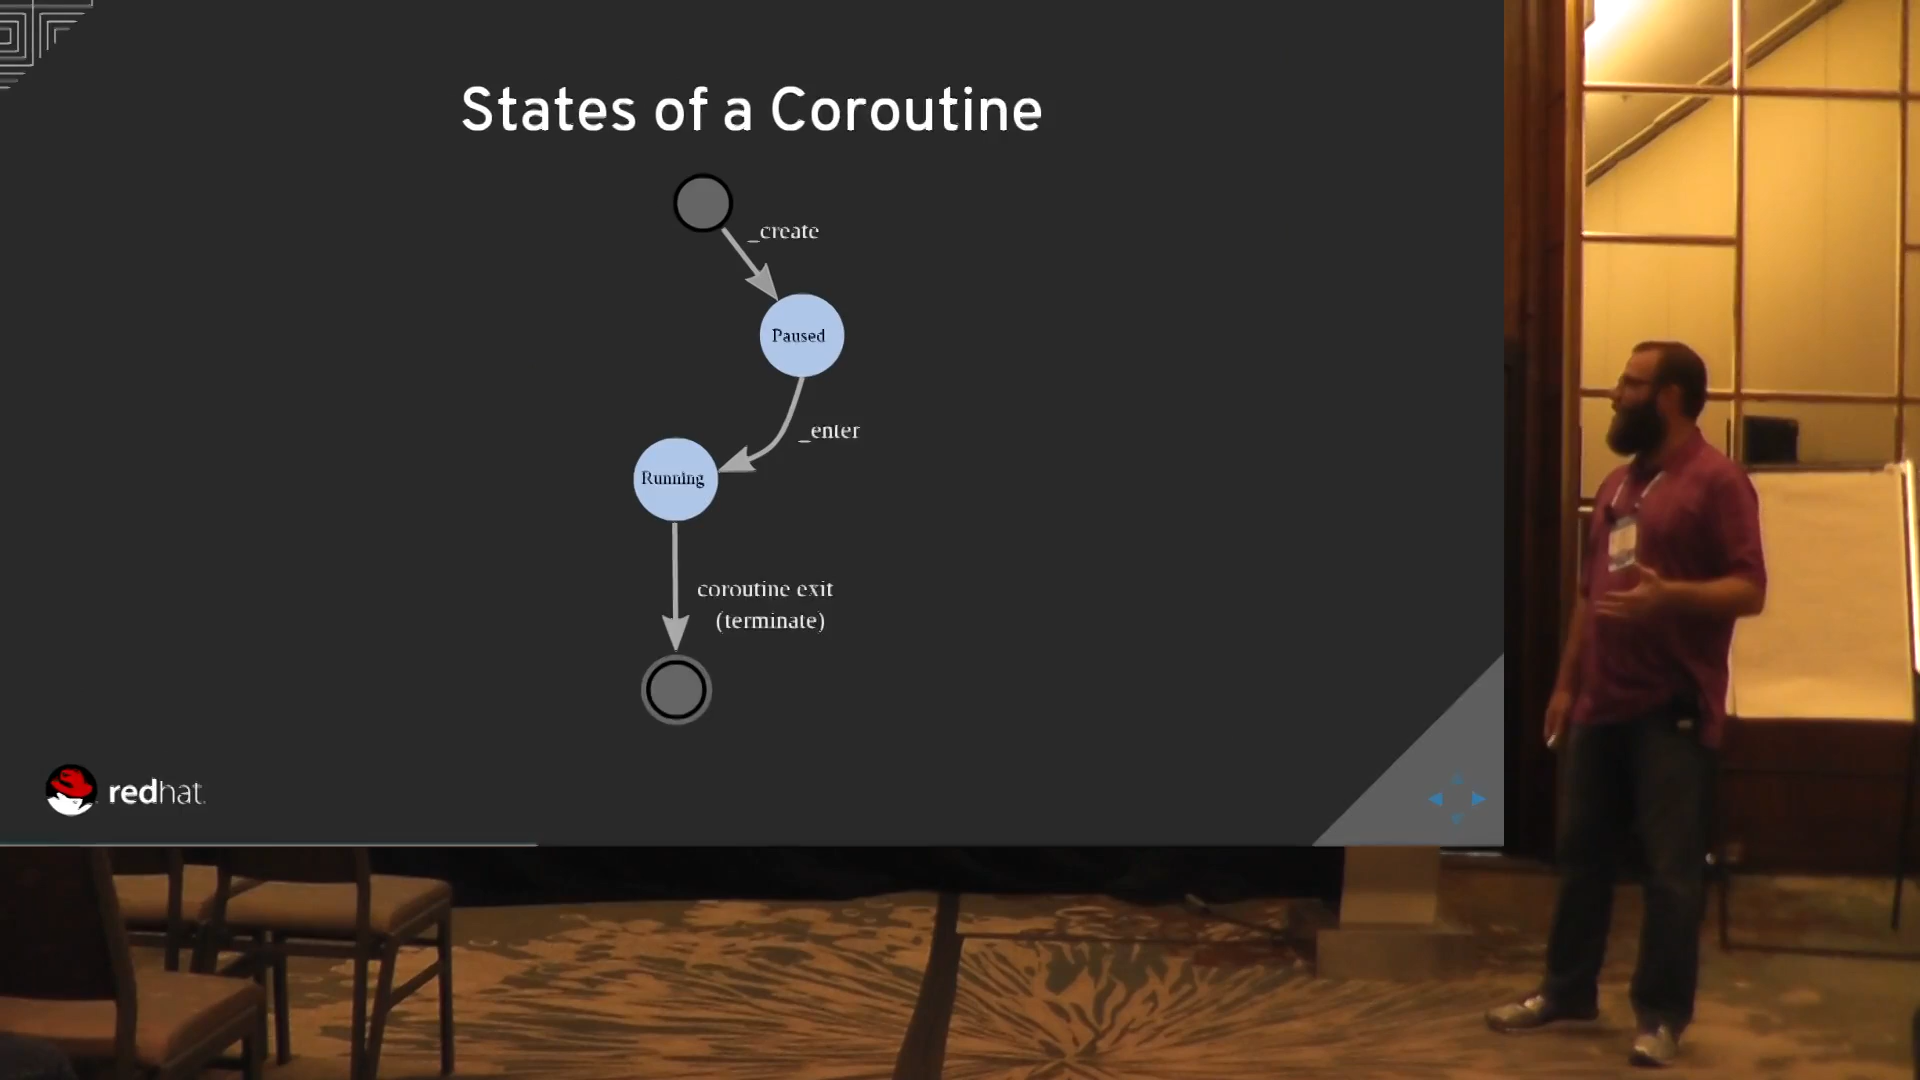 States of a Coroutine
_create
Paused
_enter
Running
coroutine exit
(terminate)
redhat.